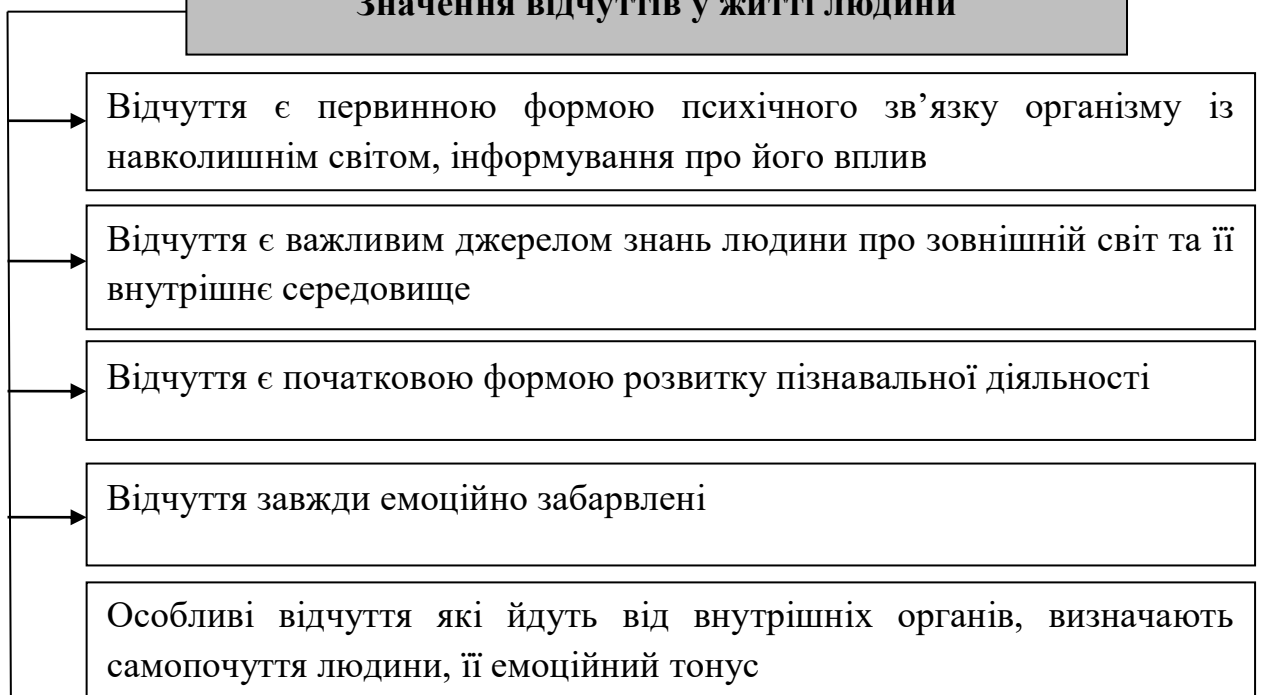 Значення відчуттів у житті людини
Відчуття є первинною формою психічного зв’язку організму із
навколишнім світом, інформування про його вплив
Відчуття є важливим джерелом знань людини про зовнішній світ та її
внутрішнє середовище
Відчуття є початковою формою розвитку пізнавальної діяльності
Відчуття завжди емоційно забарвлені
Особливі відчуття які йдуть від внутрішніх органів, визначають
самопочуття людини, її емоційний тонус